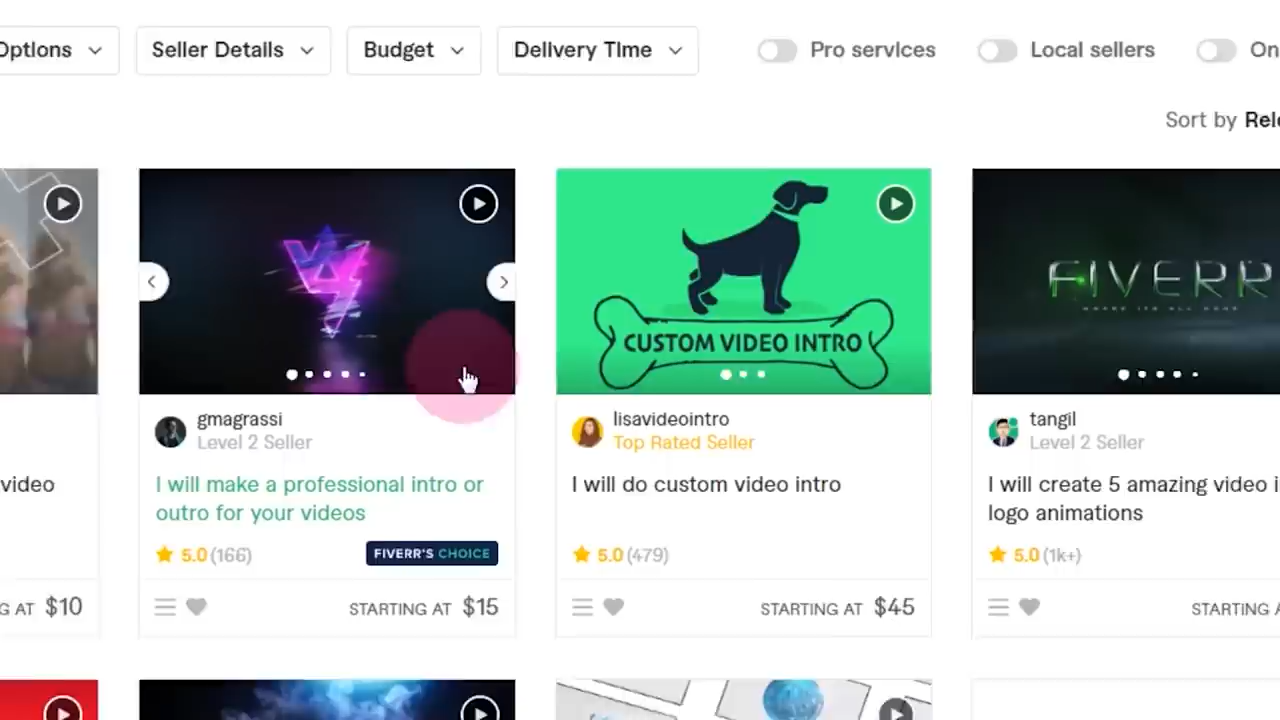 Options
Seller Details
Budget
Delivery Time
Pro services
Local sellers
On
Sort by Rele
CUSTOM VIDEO INTRO
FIVERR
gmagrassi
Level 2 Seller
lisavideointro
Top Rated Seller
tangil
Level 2 Seller
video
I will make a professional intro or
outro for your videos
I will do custom video intro
I will create 5 amazing video i
logo animations
5.0 (166)
FIVERR'S CHOICE
5.0 (479)
5.0 (1k+)
G AT $10
STARTING AT $15
STARTING AT $45
STARTING A